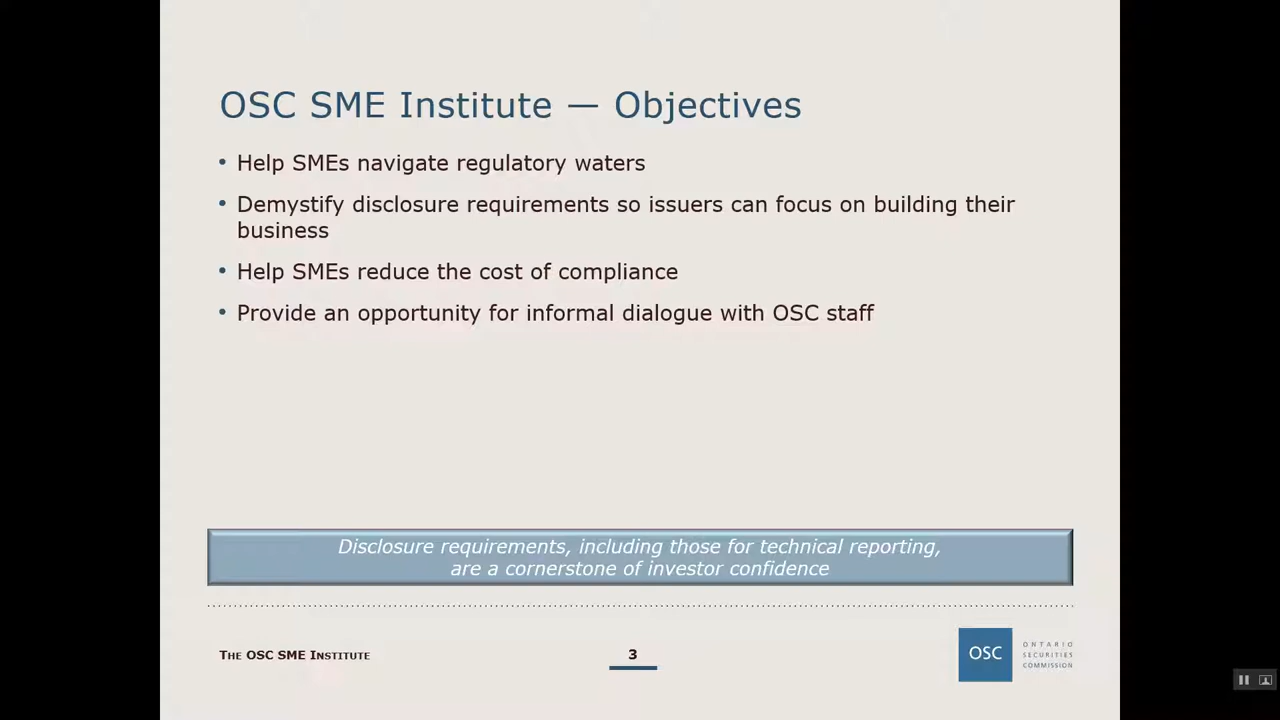 OSC SME Institute — Objectives
• Help SMEs navigate regulatory waters
• Demystify disclosure requirements so issuers can focus on building their
business
• Help SMEs reduce the cost of compliance
• Provide an opportunity for informal dialogue with OSC staff
Disclosure requirements, including those for technical reporting,
are a cornerstone of investor confidence
THE OSC SME INSTITUTE
3
OSC
ONTARIO
SECURITIES
COMMISSION